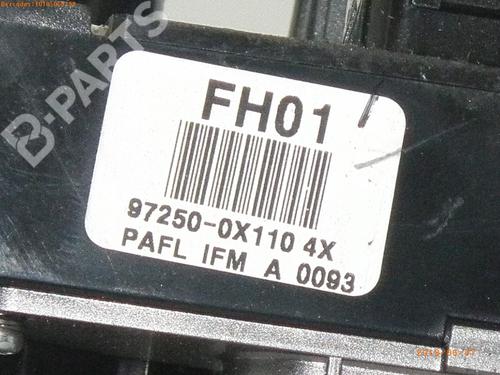 B-PARTS
FH01
97250-0X110 4X
PAFL IFM A 0093